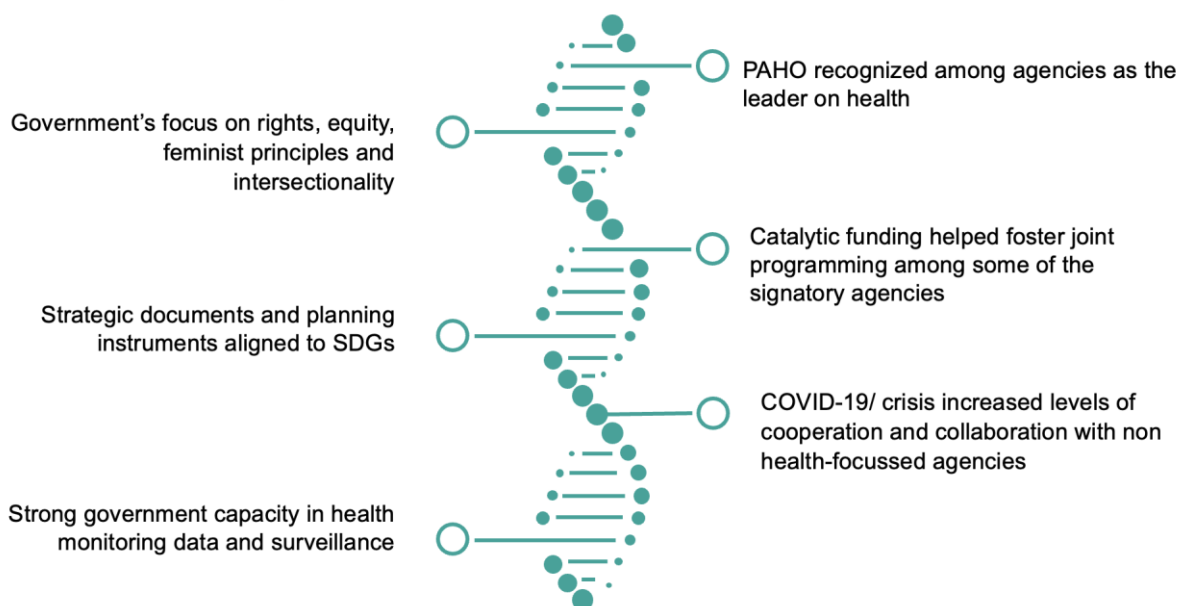 PAHO recognized among agencies as the
leader on health
Government’s focus on rights, equity,
feminist principles and
intersectionality
Catalytic funding helped foster joint
programming among some of the
signatory agencies
Strategic documents and planning
instruments aligned to SDGs
COVID-19/ crisis increased levels of
cooperation and collaboration with non
health-focussed agencies
Strong government capacity in health
monitoring data and surveillance